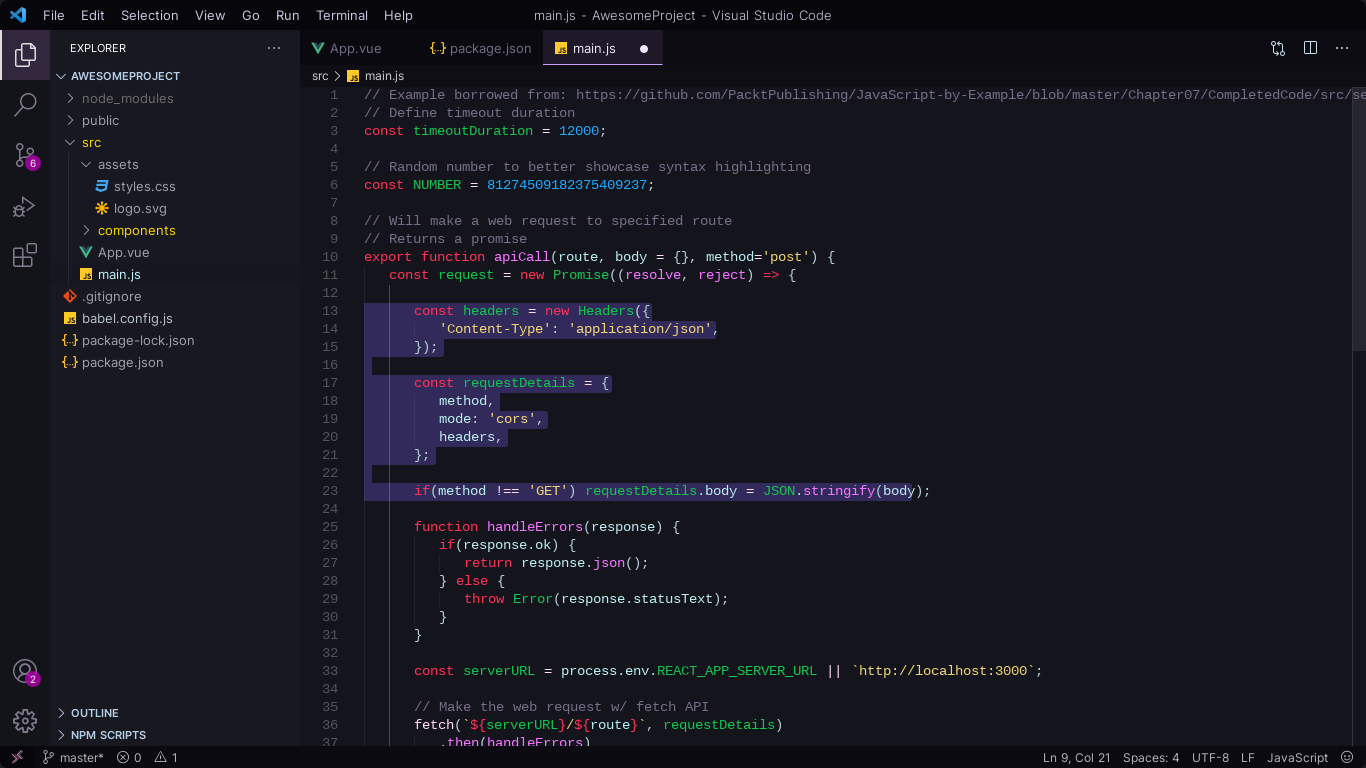 File Edit Selection View Go Run Terminal Help main.js - AwesomeProject - Visual Studio Code
EXPLORER
App.vue
package.json
main.js
AWESOMEPROJECT
node_modules
public
src
assets
styles.css
logo.svg
components
App.vue
main.js
.gitignore
babel.config.js
package-lock.json
package.json
6
2
OUTLINE
NPM SCRIPTS
src > main.js
1 // Example borrowed from: https://github.com/PacktPublishing/JavaScript-by-Example/blob/master/Chapter07/CompletedCode/src/se
2 // Define timeout duration
3 const timeoutDuration = 12000;
4
5 // Random number to better showcase syntax highlighting
6 const NUMBER = 81274509182375409237;
7
8 // Will make a web request to specified route
9 // Returns a promise
10 export function apiCall(route, body = {}, method='post') {
11 const request = new Promise((resolve, reject) => {
12
13 const headers = new Headers({
14 'Content-Type': 'application/json',
15 });
16
17 const requestDetails = {
18 method,
19 mode: 'cors',
20 headers,
21 };
22
23 if(method !== 'GET') requestDetails.body = JSON.stringify(body);
24
25 function handleErrors(response) {
26 if(response.ok) {
27 return response.json();
28 } else {
29 throw Error(response.statusText);
30 }
31 }
32
33 const serverURL = process.env.REACT_APP_SERVER_URL || `http://localhost:3000`;
34
35 // Make the web request w/ fetch API
36 fetch(`${serverURL}/${route}`, requestDetails)
37 .then(handleErrors)
master* 0 1 Ln 9, Col 21 Spaces: 4 UTF-8 LF JavaScript